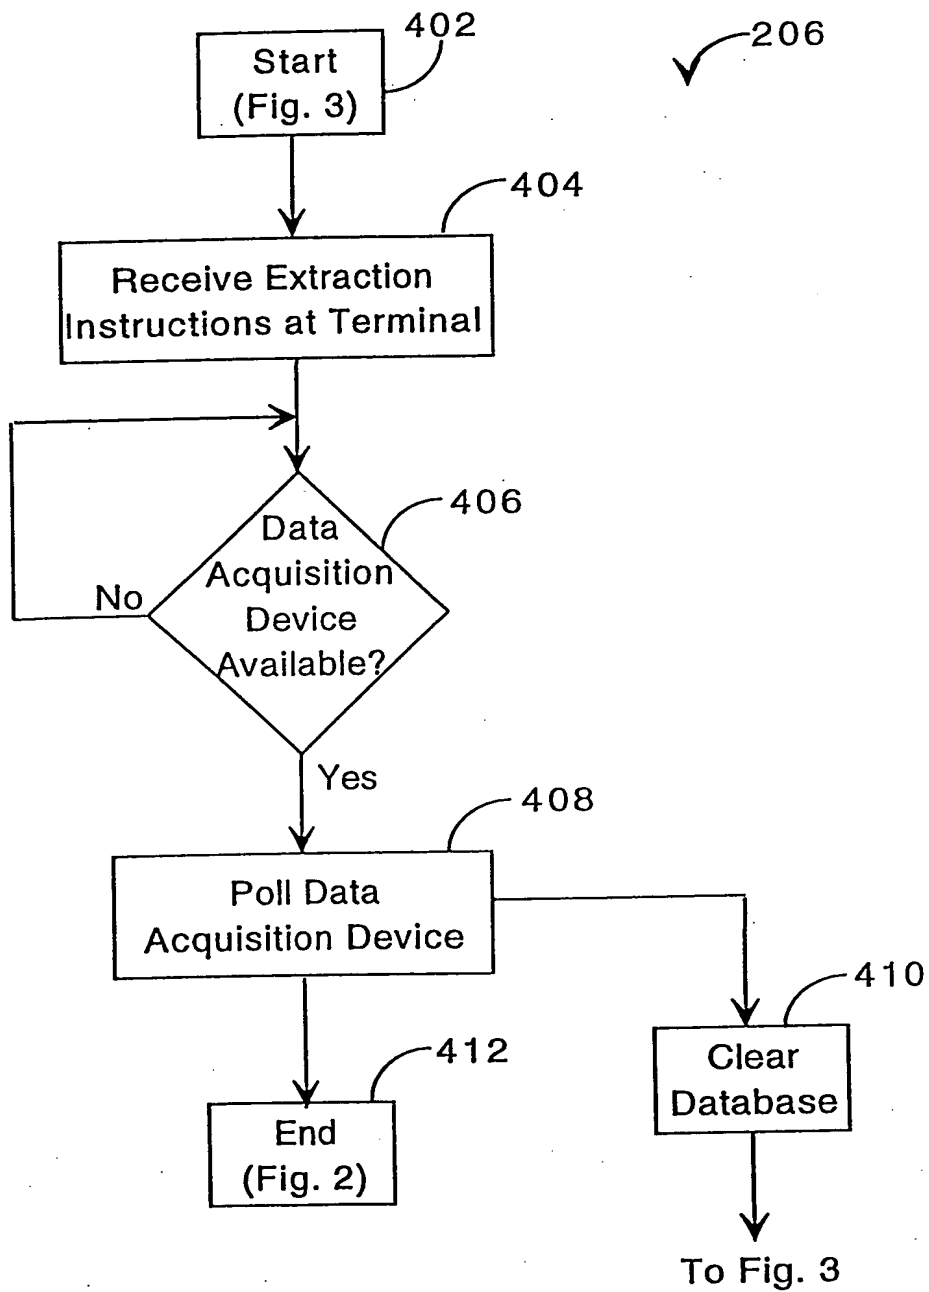 402
206
Start
(Fig. 3)
404
Receive Extraction
Instructions at Terminal
406
Data
Acquisition
Device
Available?
No
Yes
408
Poll Data
Acquisition Device
410
Clear
Database
412
End
(Fig. 2)
To Fig. 3